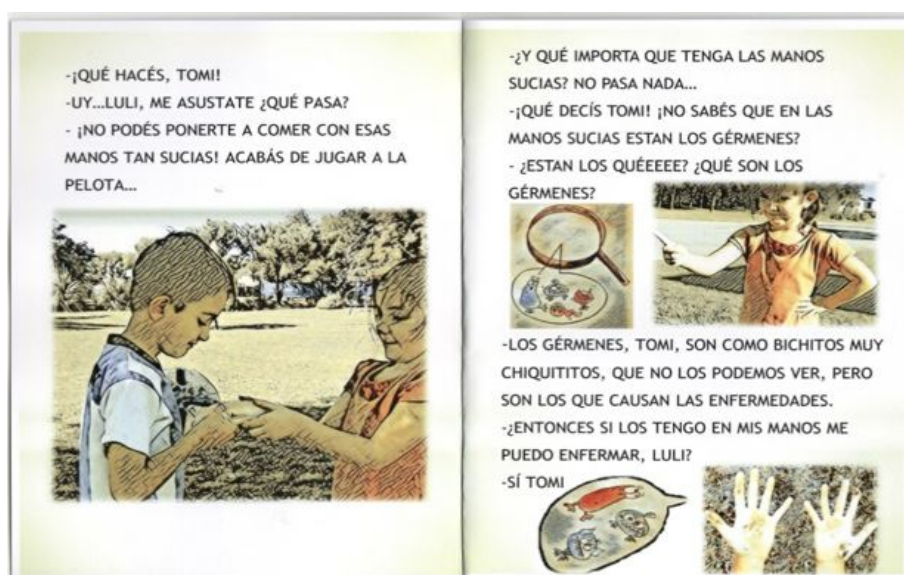 -¡QUÉ HACÉS, TOMI!
-UY...LULI, ME ASUSTATE ¿QUÉ PASA?
- ¡NO PODÉS PONERTE A COMER CON ESAS
MANOS TAN SUCIAS! ACABÁS DE JUGAR A LA
PELOTA...
-¿Y QUÉ IMPORTA QUE TENGA LAS MANOS
SUCIAS? NO PASA NADA...
-¡QUÉ DECÍS TOMI! ¡NO SABÉS QUE EN LAS
MANOS SUCIAS ESTAN LOS GÉRMENES?
- ¿ESTAN LOS QUÉEEEE? ¿QUÉ SON LOS
GÉRMENES?
-LOS GÉRMENES, TOMI, SON COMO BICHITOS MUY
CHIQUITITOS, QUE NO LOS PODEMOS VER, PERO
SON LOS QUE CAUSAN LAS ENFERMEDADES.
-¿ENTONCES SI LOS TENGO EN MIS MANOS ME
PUEDO ENFERMAR, LULI?
-SÍ TOMI